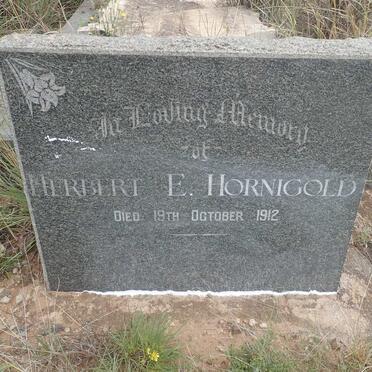 In Loving Memory
of
HERBERT E. HORNIGOLD
DIED 19TH OCTOBER 1912